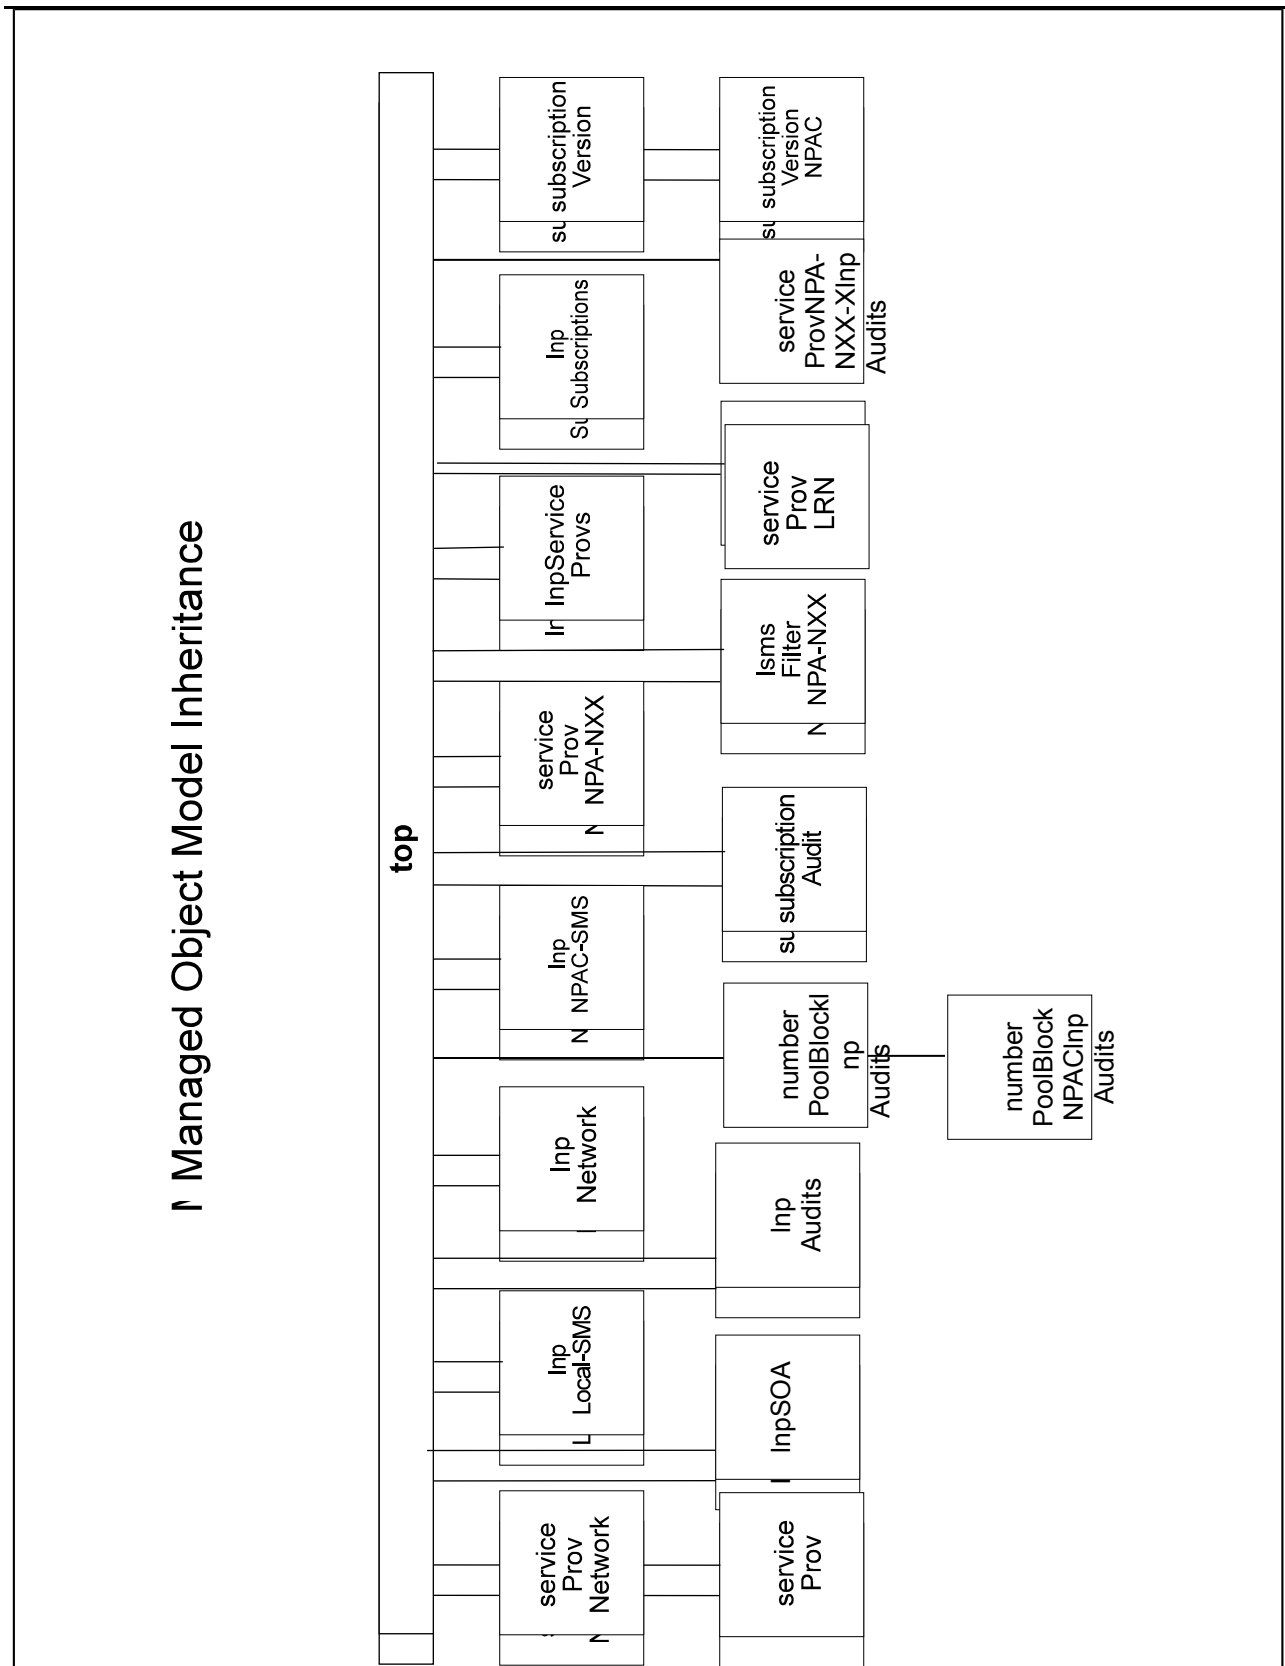 Managed Object Model Inheritance
top
service
Prov
Network
lnp
Local-SMS
lnp
Network
lnp
NPAC-SMS
service
Prov
NPA-NXX
lnpService
Provs
lnp
Subscriptions
subscription
Version
service
Prov
lnpSOA
lnp
Audits
number
PoolBlockl
np
Audits
subscription
Audit
lsms
Filter
NPA-NXX
service
Prov
LRN
service
ProvNPA-
NXX-Xlnp
Audits
subscription
Version
NPAC
number
PoolBlock
NPAClnp
Audits